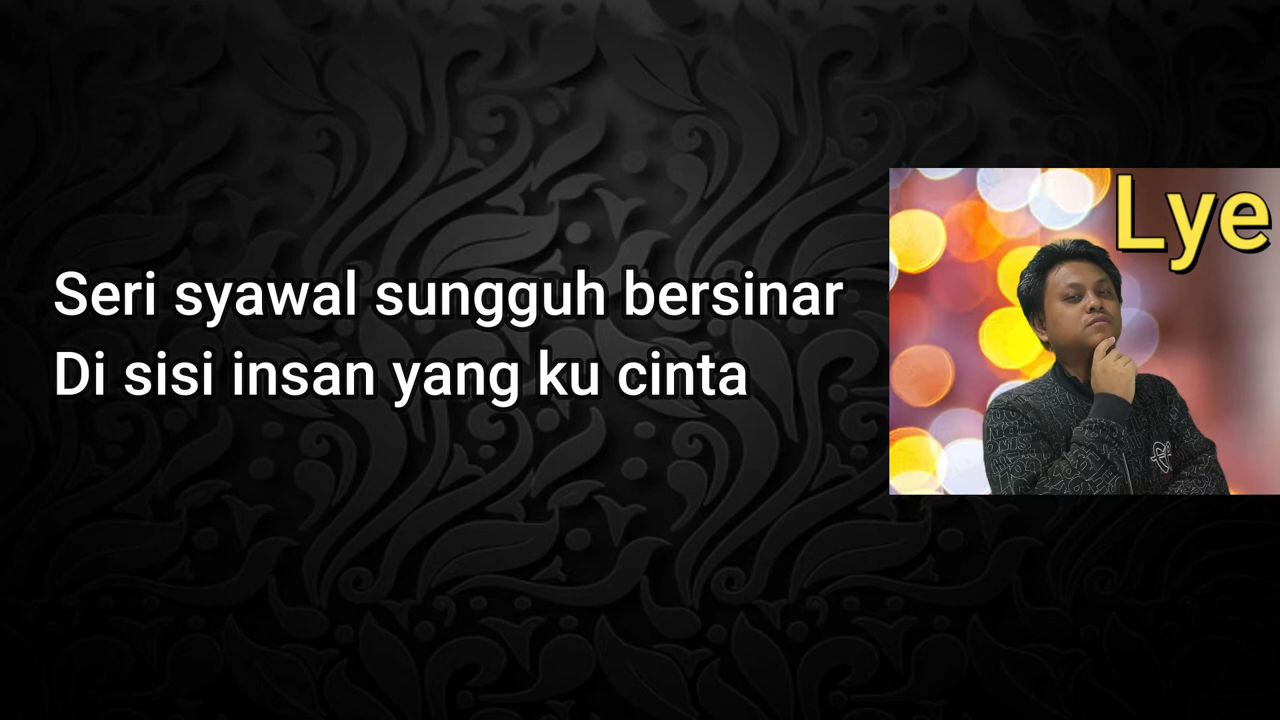 Lye
Seri syawal sungguh bersinar
Di sisi insan yang ku cinta